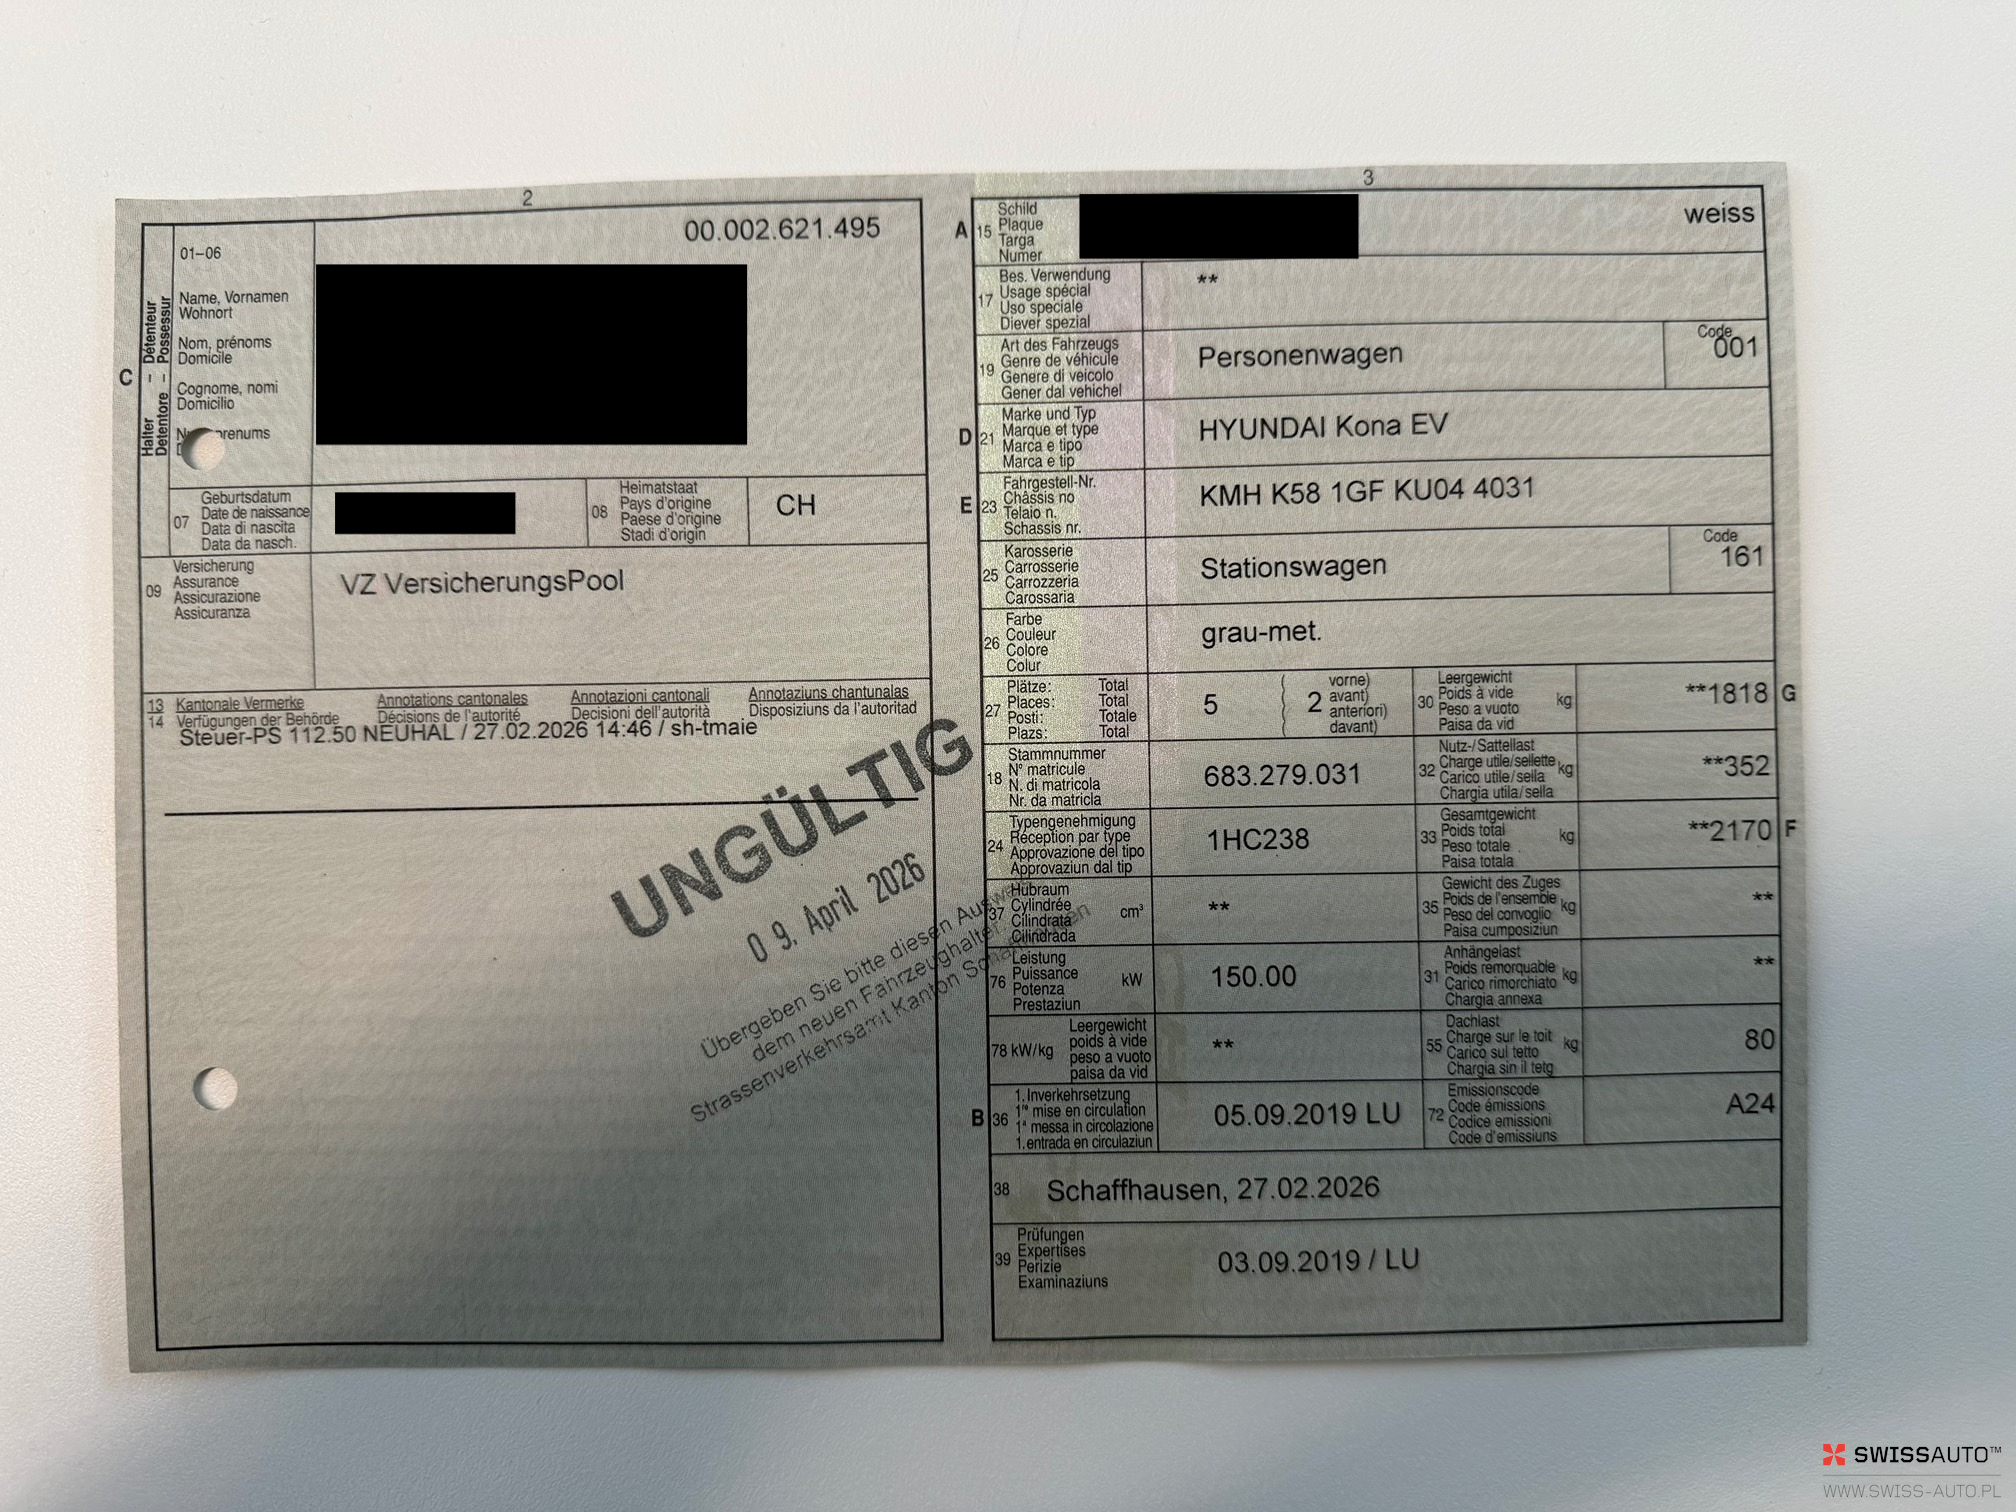 2
00.002.621.495
C
Halter – Détenteur
Detentore – Possessur
01–06
Name, Vornamen
Wohnort
Nom, prénoms
Domicile
Cognome, nomi
Domicilio
prenums
07
Geburtsdatum
Date de naissance
Data di nascita
Data da nasch.
08
Heimatstaat
Pays d'origine
Paese d'origine
Stadi d'origin
CH
09
Versicherung
Assurance
Assicurazione
Assicuranza
VZ VersicherungsPool
13 Kantonale Vermerke Annotations cantonales Annotazioni cantonali Annotaziuns chantunalas
14 Verfügungen der Behörde Décisions de l'autorité Decisioni dell'autorità Disposiziuns da l'autoritad
Steuer-PS 112.50 NEUHAL / 27.02.2026 14:46 / sh-tmaie
UNGÜLTIG
09. April 2026
Übergeben Sie bitte diesen
dem neuen Fahrzeughalter
Strassenverkehrsamt Kanton
3
A 15
Schild
Plaque
Targa
Numer
weiss
17
Bes. Verwendung
Usage spécial
Uso speciale
Diever spezial
**
19
Art des Fahrzeugs
Genre de véhicule
Genere di veicolo
Gener dal vehichel
Personenwagen
Code
001
D 21
Marke und Typ
Marque et type
Marca e tipo
Marca e tip
HYUNDAI Kona EV
E 23
Fahrgestell-Nr.
Châssis no
Telaio n.
Schassis nr.
KMH K58 1GF KU04 4031
25
Karosserie
Carrosserie
Carrozzeria
Carossaria
Stationswagen
Code
161
26
Farbe
Couleur
Colore
Colur
grau-met.
27
Plätze: Total
Places: Total
Posti: Totale
Plazs: Total
5
2
vorne)
avant)
anteriori)
davant)
30
Leergewicht
Poids à vide
Peso a vuoto
Paisa da vid
kg
**1818 G
18
Stammnummer
N° matricule
N. di matricola
Nr. da matricla
683.279.031
32
Nutz-/Sattellast
Charge utile/sellette
Carico utile/sella
Chargia utila/sella
kg
**352
24
Typengenehmigung
Réception par type
Approvazione del tipo
Approvaziun dal tip
1HC238
33
Gesamtgewicht
Poids total
Peso totale
Paisa totala
kg
**2170 F
37
Hubraum
Cylindrée
Cilindrata
Cilindrada
cm³
**
35
Gewicht des Zuges
Poids de l'ensemble
Peso del convoglio
Paisa cumposiziun
kg
**
76
Leistung
Puissance
Potenza
Prestaziun
kW
150.00
31
Anhängelast
Poids remorquable
Carico rimorchiato
Chargia annexa
kg
**
78 kW/kg
Leergewicht
poids à vide
peso a vuoto
paisa da vid
**
55
Dachlast
Charge sur le toit
Carico sul tetto
Chargia sin il tetg
kg
80
B 36
1. Inverkehrsetzung
1re mise en circulation
1a messa in circolazione
1. entrada en circulaziun
05.09.2019 LU
72
Emissionscode
Code émissions
Codice emissioni
Code d'emissiuns
A24
38
Schaffhausen, 27.02.2026
39
Prüfungen
Expertises
Perizie
Examinaziuns
03.09.2019 / LU
SWISSAUTO™
WWW.SWISS-AUTO.PL